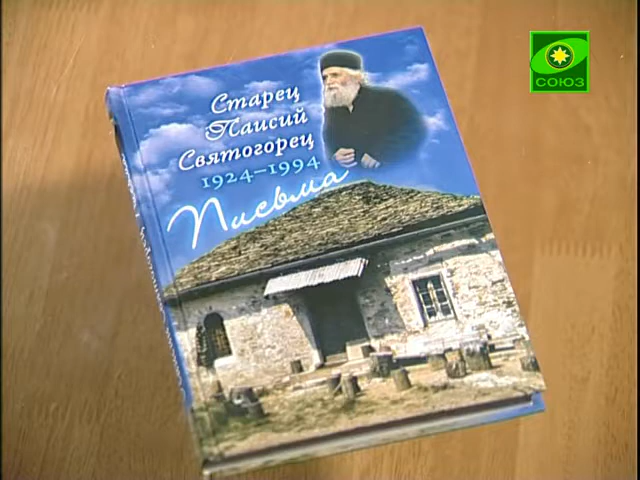 Старец
Паисий
Святогорец
1924–1994
Письма
СОЮЗ